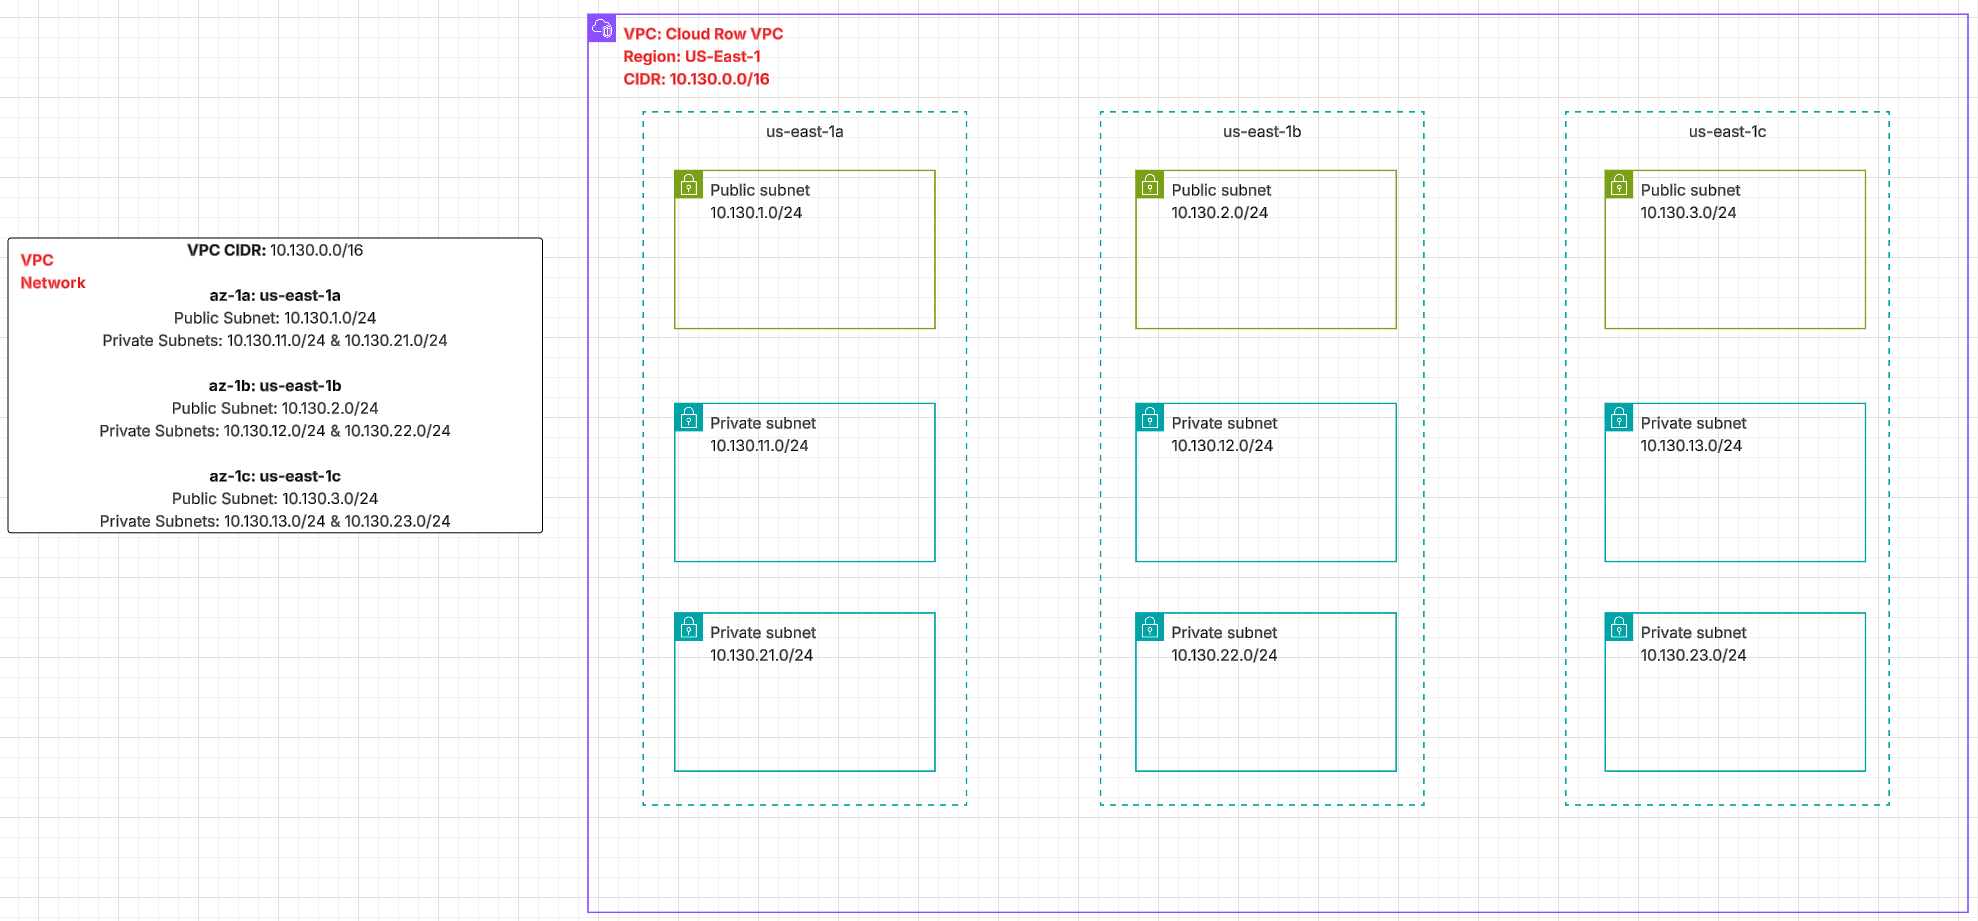 VPC: Cloud Row VPC
Region: US-East-1
CIDR: 10.130.0.0/16
VPC
Network
VPC CIDR: 10.130.0.0/16
az-1a: us-east-1a
Public Subnet: 10.130.1.0/24
Private Subnets: 10.130.11.0/24 & 10.130.21.0/24
az-1b: us-east-1b
Public Subnet: 10.130.2.0/24
Private Subnets: 10.130.12.0/24 & 10.130.22.0/24
az-1c: us-east-1c
Public Subnet: 10.130.3.0/24
Private Subnets: 10.130.13.0/24 & 10.130.23.0/24
us-east-1a
Public subnet
10.130.1.0/24
Private subnet
10.130.11.0/24
Private subnet
10.130.21.0/24
us-east-1b
Public subnet
10.130.2.0/24
Private subnet
10.130.12.0/24
Private subnet
10.130.22.0/24
us-east-1c
Public subnet
10.130.3.0/24
Private subnet
10.130.13.0/24
Private subnet
10.130.23.0/24